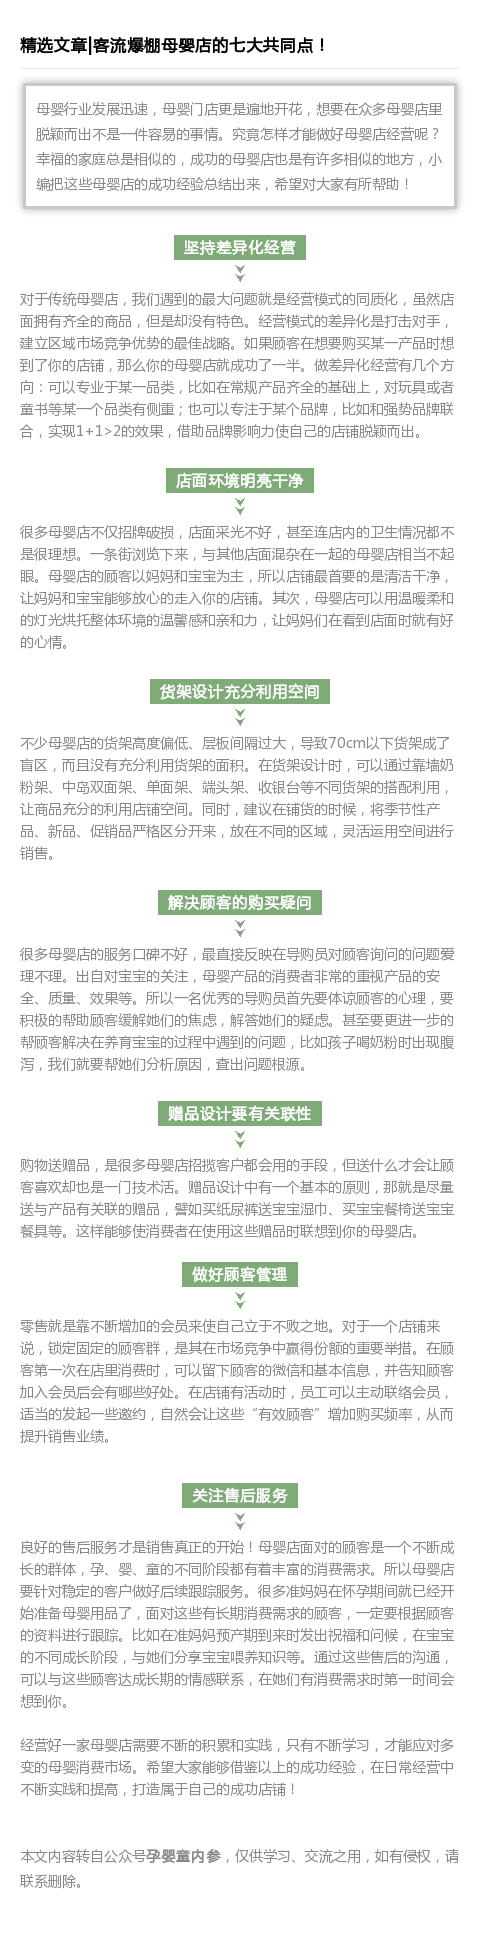 精选文章|客流爆棚母婴店的七大共同点！
母婴行业发展迅速，母婴门店更是遍地开花，想要在众多母婴店里
脱颖而出不是一件容易的事情。究竟怎样才能做好母婴店经营呢？
幸福的家庭总是相似的，成功的母婴店也是有许多相似的地方，小
编把这些母婴店的成功经验总结出来，希望对大家有所帮助！
坚持差异化经营
对于传统母婴店，我们遇到的最大问题就是经营模式的同质化，虽然店
面拥有齐全的商品，但是却没有特色。经营模式的差异化是打击对手，
建立区域市场竞争优势的最佳战略。如果顾客在想要购买某一产品时想
到了你的店铺，那么你的母婴店就成功了一半。做差异化经营有几个方
向：可以专业于某一品类，比如在常规产品齐全的基础上，对玩具或者
童书等某一个品类有侧重；也可以专注于某个品牌，比如和强势品牌联
合，实现1+1>2的效果，借助品牌影响力使自己的店铺脱颖而出。
店面环境明亮干净
很多母婴店不仅招牌破损，店面采光不好，甚至连店内的卫生情况都不
是很理想。一条街浏览下来，与其他店面混杂在一起的母婴店相当不起
眼。母婴店的顾客以妈妈和宝宝为主，所以店铺最首要的是清洁干净，
让妈妈和宝宝能够放心的走入你的店铺。其次，母婴店可以用温暖柔和
的灯光烘托整体环境的温馨感和亲和力，让妈妈们在看到店面时就有好
的心情。
货架设计充分利用空间
不少母婴店的货架高度偏低、层板间隔过大，导致70cm以下货架成了
盲区，而且没有充分利用货架的面积。在货架设计时，可以通过靠墙奶
粉架、中岛双面架、单面架、端头架、收银台等不同货架的搭配利用，
让商品充分的利用店铺空间。同时，建议在铺货的时候，将季节性产
品、新品、促销品严格区分开来，放在不同的区域，灵活运用空间进行
销售。
解决顾客的购买疑问
很多母婴店的服务口碑不好，最直接反映在导购员对顾客询问的问题爱
理不理。出自对宝宝的关注，母婴产品的消费者非常的重视产品的安
全、质量、效果等。所以一名优秀的导购员首先要体谅顾客的心理，要
积极的帮助顾客缓解她们的焦虑，解答她们的疑虑。甚至要更进一步的
帮顾客解决在养育宝宝的过程中遇到的问题，比如孩子喝奶粉时出现腹
泻，我们就要帮她们分析原因，查出问题根源。
赠品设计要有关联性
购物送赠品，是很多母婴店招揽客户都会用的手段，但送什么才会让顾
客喜欢却也是一门技术活。赠品设计中有一个基本的原则，那就是尽量
送与产品有关联的赠品，譬如买纸尿裤送宝宝湿巾、买宝宝餐椅送宝宝
餐具等。这样能够使消费者在使用这些赠品时联想到你的母婴店。
做好顾客管理
零售就是靠不断增加的会员来使自己立于不败之地。对于一个店铺来
说，锁定固定的顾客群，是其在市场竞争中赢得份额的重要举措。在顾
客第一次在店里消费时，可以留下顾客的微信和基本信息，并告知顾客
加入会员后会有哪些好处。在店铺有活动时，员工可以主动联络会员，
适当的发起一些邀约，自然会让这些“有效顾客”增加购买频率，从而
提升销售业绩。
关注售后服务
良好的售后服务才是销售真正的开始！母婴店面对的顾客是一个不断成
长的群体，孕、婴、童的不同阶段都有着丰富的消费需求。所以母婴店
要针对稳定的客户做好后续跟踪服务。很多准妈妈在怀孕期间就已经开
始准备母婴用品了，面对这些有长期消费需求的顾客，一定要根据顾客
的资料进行跟踪。比如在准妈妈预产期到来时发出祝福和问候，在宝宝
的不同成长阶段，与她们分享宝宝喂养知识等。通过这些售后的沟通，
可以与这些顾客达成长期的情感联系，在她们有消费需求时第一时间会
想到你。
经营好一家母婴店需要不断的积累和实践，只有不断学习，才能应对多
变的母婴消费市场。希望大家能够借鉴以上的成功经验，在日常经营中
不断实践和提高，打造属于自己的成功店铺！
本文内容转自公众号孕婴童内参，仅供学习、交流之用，如有侵权，请
联系删除。